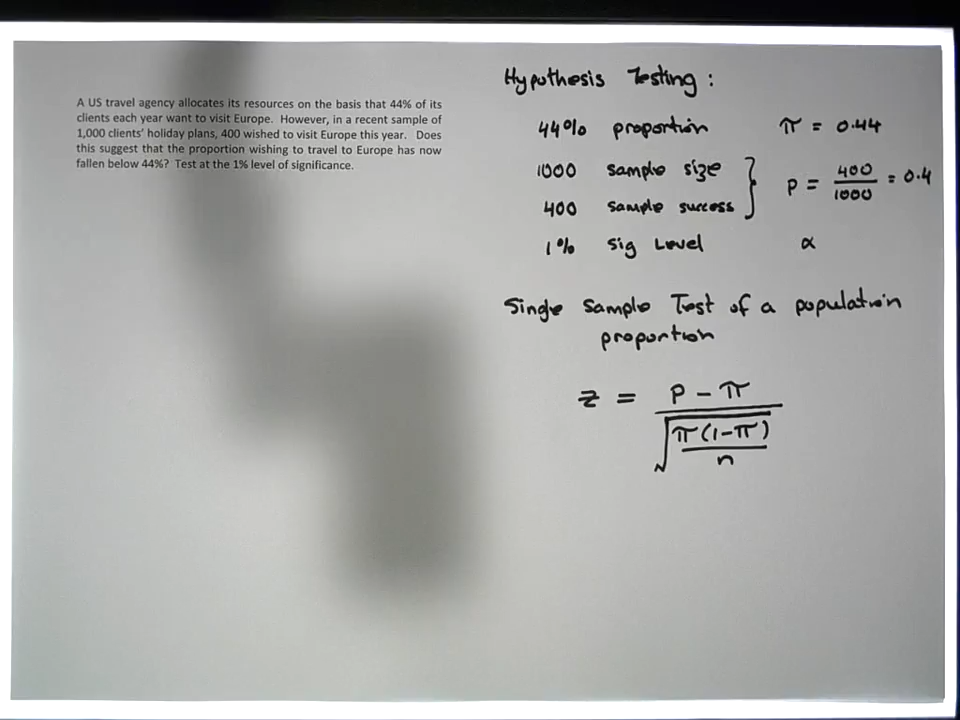 A US travel agency allocates its resources on the basis that 44% of its
clients each year want to visit Europe. However, in a recent sample of
1,000 clients' holiday plans, 400 wished to visit Europe this year. Does
this suggest that the proportion wishing to travel to Europe has now
fallen below 44%? Test at the 1% level of significance.
Hypothesis Testing:
44% proportion π = 0.44
1000 sample size
400 sample success
P = 400/1000 = 0.4
1% Sig Level α
Single Sample Test of a population
proportion
z = P - π
π(1-π)
n